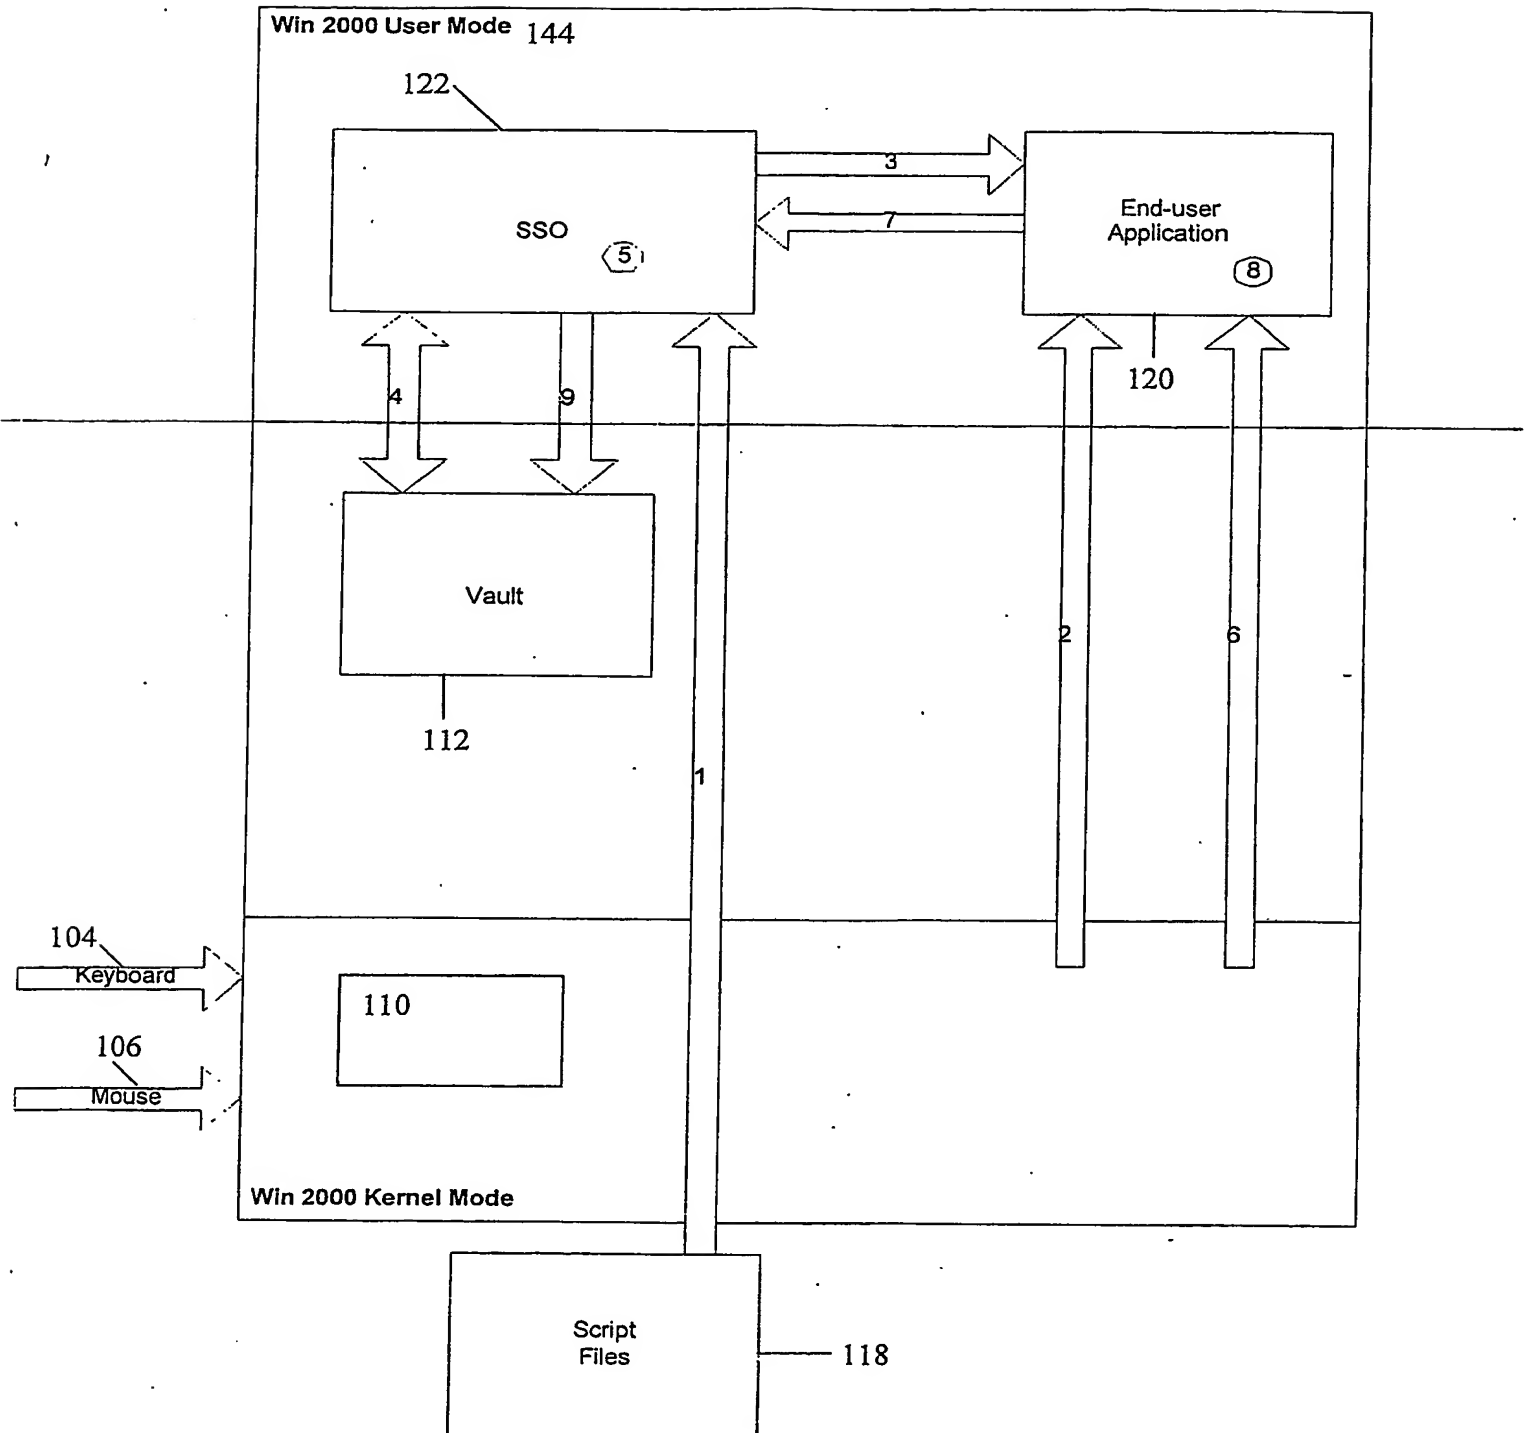 Win 2000 User Mode 144
122
3
7
SSO
5
End-user
Application
8
4
9
120
Vault
2
6
112
1
104
Keyboard
110
106
Mouse
Win 2000 Kernel Mode
Script
Files
118